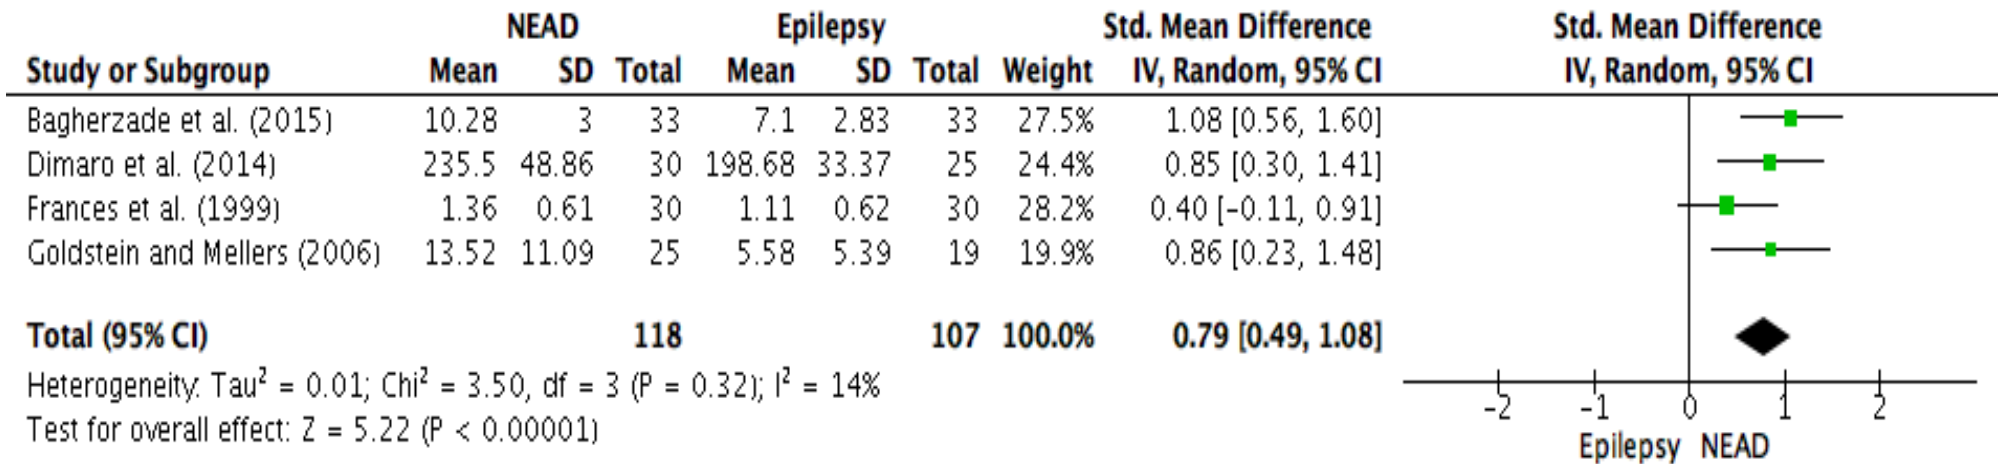 NEAD Epilepsy Std. Mean Difference Std. Mean Difference
Study or Subgroup Mean SD Total Mean SD Total Weight IV, Random, 95% CI IV, Random, 95% CI
Bagherzade et al. (2015) 10.28 3 33 7.1 2.83 33 27.5% 1.08 [0.56, 1.60]
Dimaro et al. (2014) 235.5 48.86 30 198.68 33.37 25 24.4% 0.85 [0.30, 1.41]
Frances et al. (1999) 1.36 0.61 30 1.11 0.62 30 28.2% 0.40 [−0.11, 0.91]
Goldstein and Mellers (2006) 13.52 11.09 25 5.58 5.39 19 19.9% 0.86 [0.23, 1.48]
Total (95% CI) 118 107 100.0% 0.79 [0.49, 1.08]
Heterogeneity: Tau² = 0.01; Chi² = 3.50, df = 3 (P = 0.32); I² = 14%
Test for overall effect: Z = 5.22 (P < 0.00001)
−2 −1 0 1 2
Epilepsy NEAD